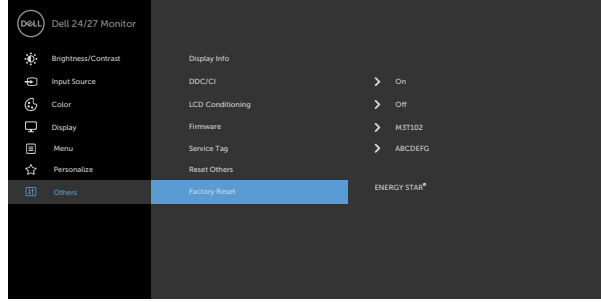 DELL Dell 24/27 Monitor
Brightness/Contrast Display Info
Input Source DDC/CI On
Color LCD Conditioning Off
Display Firmware M3T102
Menu Service Tag ABCDEFG
Personalize Reset Others
Others Factory Reset ENERGY STAR®